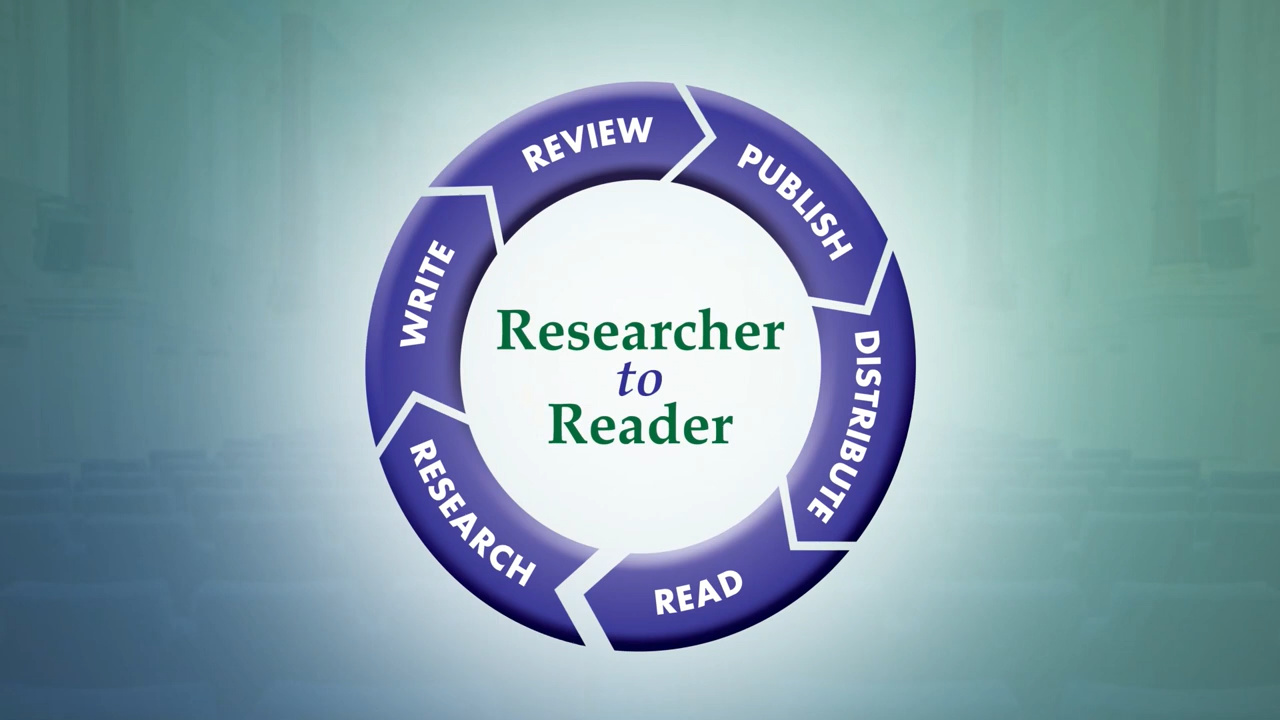 REVIEW
PUBLISH
DISTRIBUTE
READ
RESEARCH
WRITE
Researcher
to
Reader